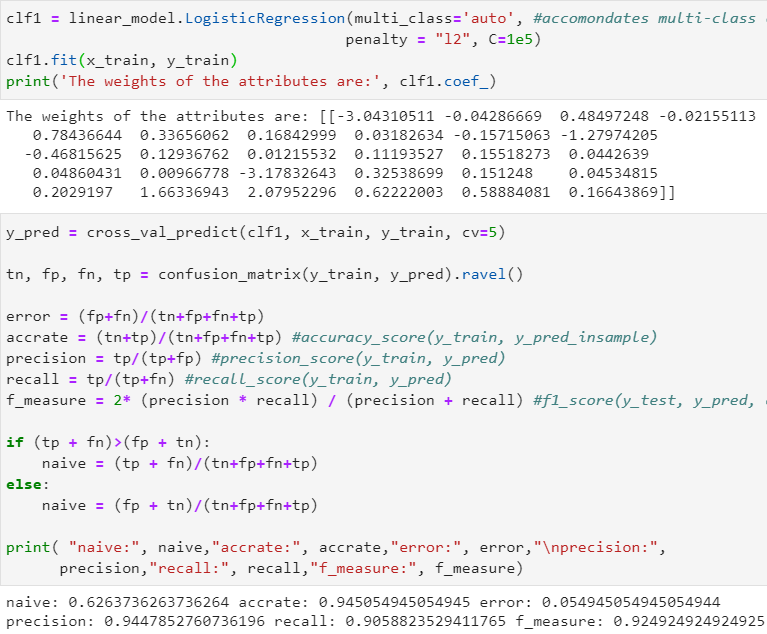 clf1 = linear_model.LogisticRegression(multi_class='auto', #accomondates multi-class
penalty = "l2", C=1e5)
clf1.fit(x_train, y_train)
print('The weights of the attributes are:', clf1.coef_)
The weights of the attributes are: [[-3.04310511 -0.04286669  0.48497248 -0.02155113
0.78436644  0.33656062  0.16842999  0.03182634 -0.15715063 -1.27974205
-0.46815625  0.12936762  0.01215532  0.11193527  0.15518273  0.0442639
0.04860431  0.00966778 -3.17832643  0.32538699  0.151248    0.04534815
0.2029197   1.66336943  2.07952296  0.62222003  0.58884081  0.16643869]]
y_pred = cross_val_predict(clf1, x_train, y_train, cv=5)
tn, fp, fn, tp = confusion_matrix(y_train, y_pred).ravel()
error = (fp+fn)/(tn+fp+fn+tp)
accrate = (tn+tp)/(tn+fp+fn+tp) #accuracy_score(y_train, y_pred_insample)
precision = tp/(tp+fp) #precision_score(y_train, y_pred)
recall = tp/(tp+fn) #recall_score(y_train, y_pred)
f_measure = 2* (precision * recall) / (precision + recall) #f1_score(y_test, y_pred,
if (tp + fn)>(fp + tn):
naive = (tp + fn)/(tn+fp+fn+tp)
else:
naive = (fp + tn)/(tn+fp+fn+tp)
print( "naive:", naive,"accrate:", accrate,"error:", error,"\nprecision:",
precision,"recall:", recall,"f_measure:", f_measure)
naive: 0.6263736263736264 accrate: 0.945054945054945 error: 0.054945054945054944
precision: 0.9447852760736196 recall: 0.9058823529411765 f_measure: 0.924924924924925